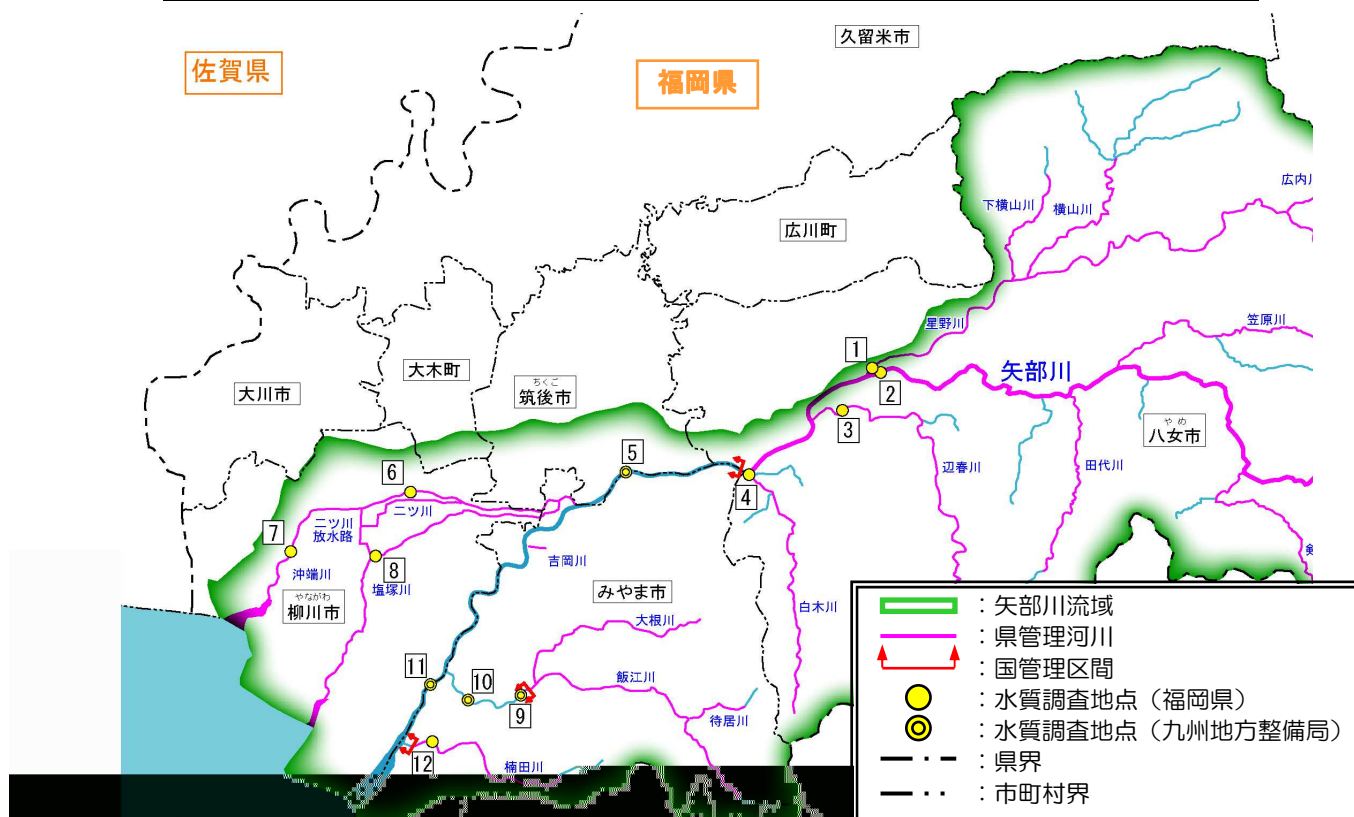 久留米市
佐賀県
福岡県
広内川
下横山川
横山川
広川町
星野川
笠原川
1
大木町
矢部川
ちくご
筑後市
2
大川市
3
やめ
八女市
5
辺春川
田代川
6
4
二ツ川
放水路
二ツ川
7
吉岡川
8
沖端川
塩塚川
みやま市
やながわ
柳川市
白木川
大根川
11
10
飯江川
9
待居川
12
楠田川
：矢部川流域
：県管理河川
：国管理区間
：水質調査地点（福岡県）
：水質調査地点（九州地方整備局）
：県界
：市町村界